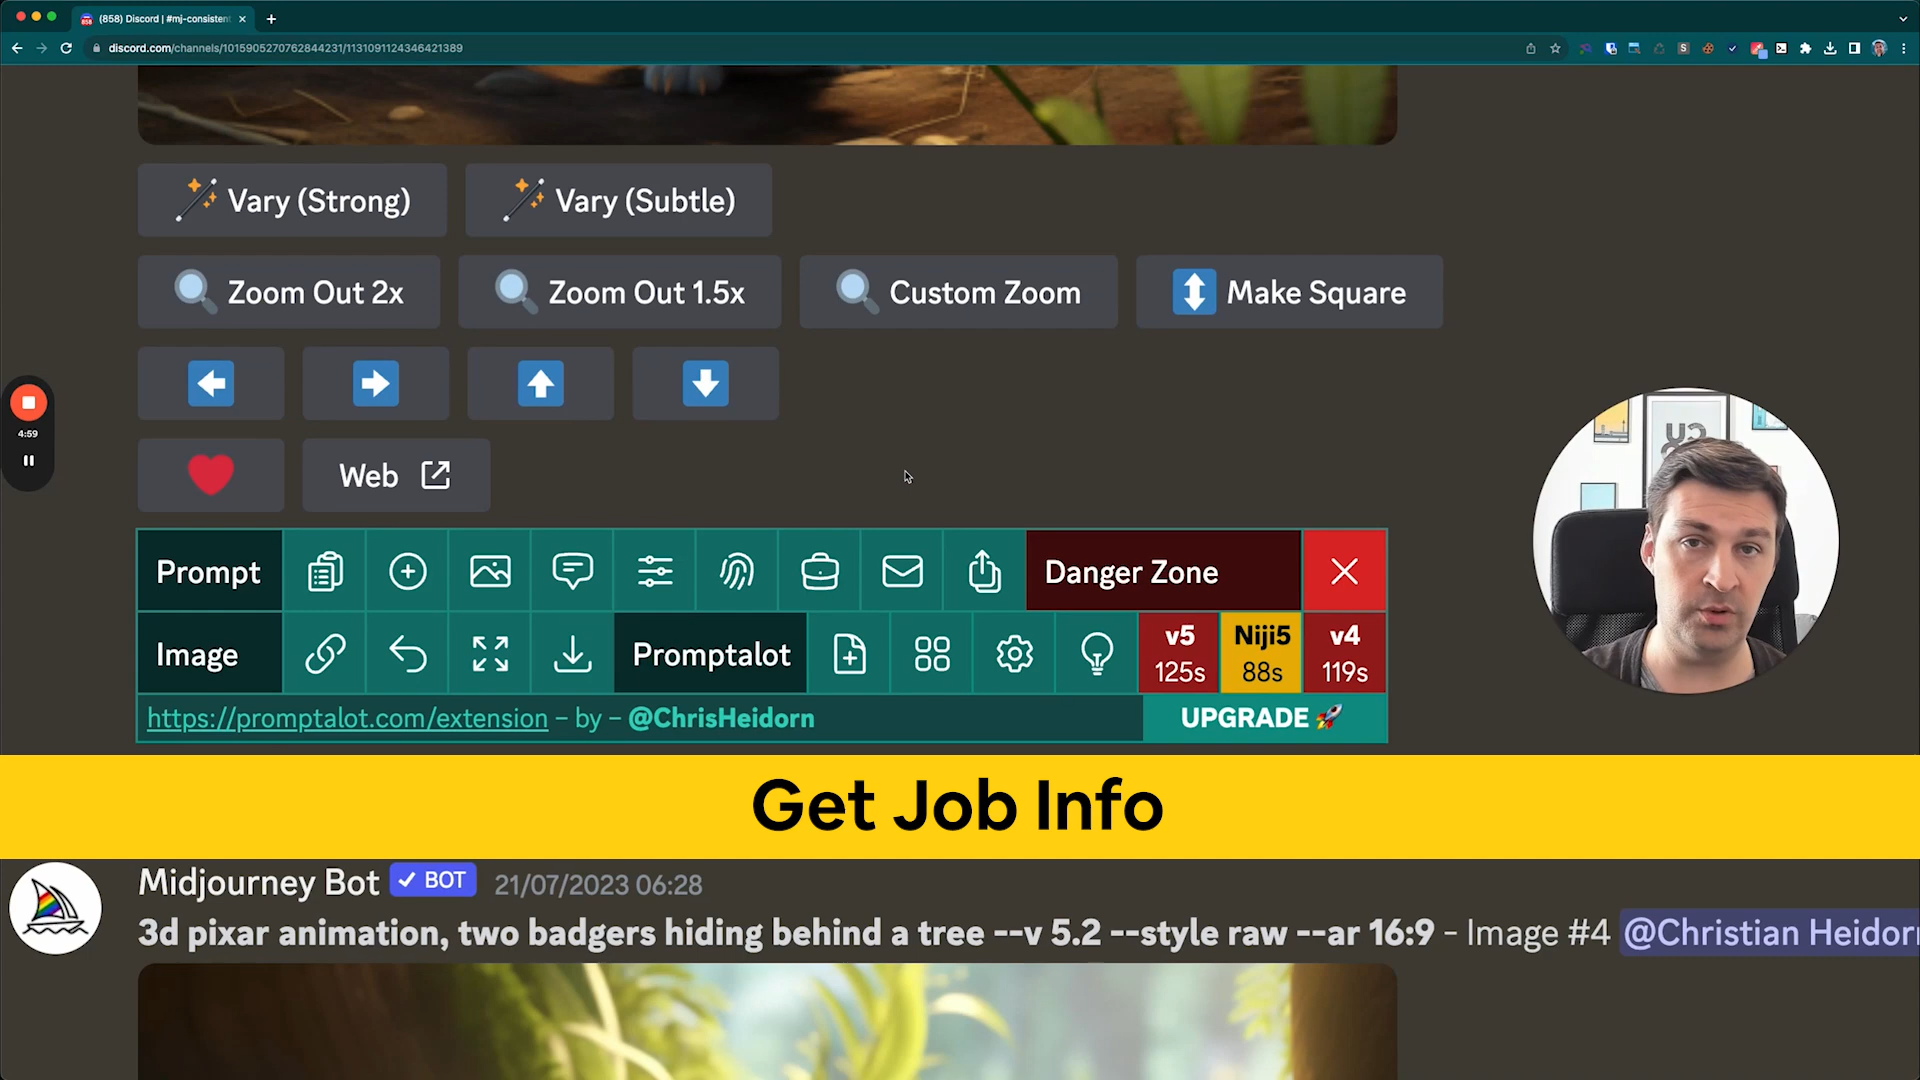 (858) Discord | #mj-consistent
discord.com/channels/1015905270762844231/1131091124346421389
Vary (Strong)
Vary (Subtle)
Zoom Out 2x
Zoom Out 1.5x
Custom Zoom
Make Square
4:59
Web
Prompt
Danger Zone
Image
Promptalot
v5
125s
Niji5
88s
v4
119s
https://promptalot.com/extension – by – @ChrisHeidorn
UPGRADE 🚀
Get Job Info
Midjourney Bot ✓ BOT 21/07/2023 06:28
3d pixar animation, two badgers hiding behind a tree --v 5.2 --style raw --ar 16:9 - Image #4 @Christian Heidorn